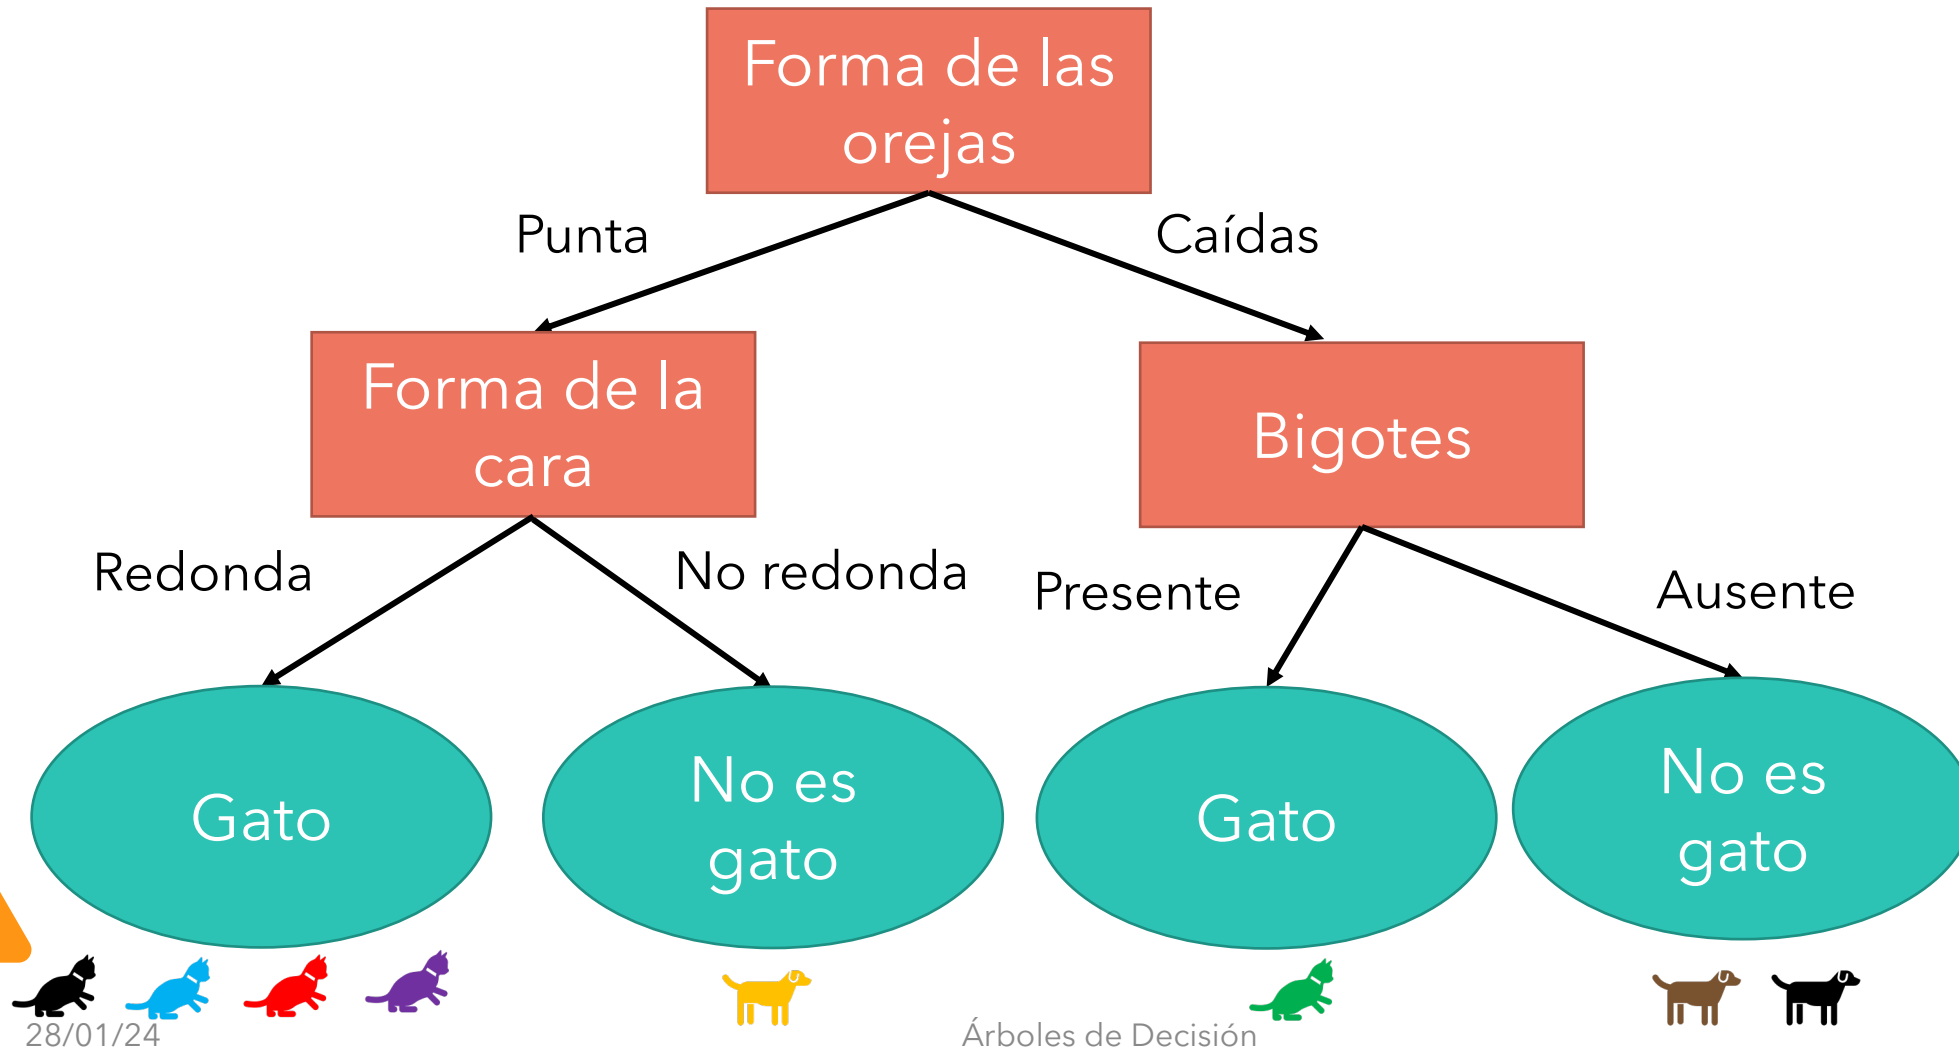 Forma de las
orejas
Punta
Caídas
Forma de la
cara
Bigotes
Redonda
No redonda
Presente
Ausente
Gato
No es
gato
Gato
No es
gato
28/01/24
Árboles de Decisión